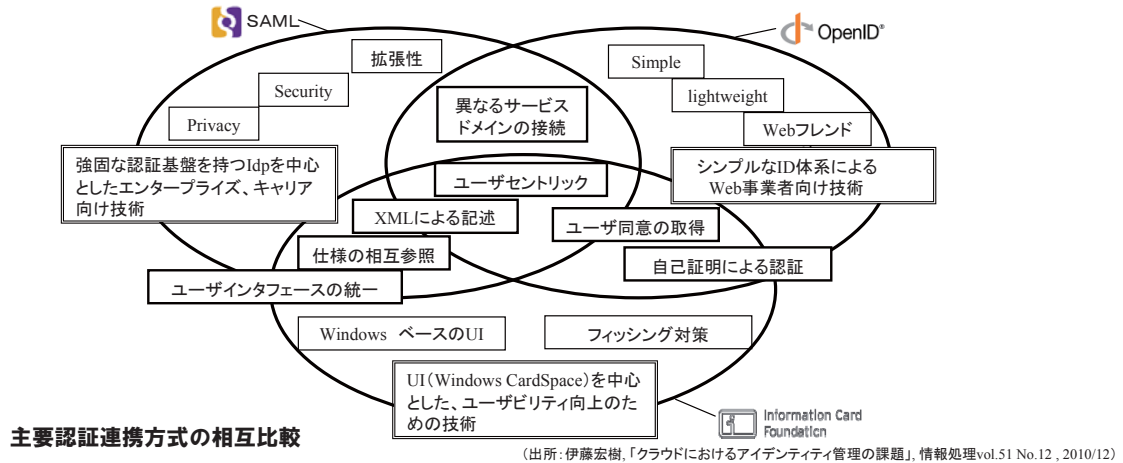 SAML
OpenID®
拡張性
Simple
Security
lightweight
異なるサービス
ドメインの接続
Privacy
Webフレンド
強固な認証基盤を持つIdpを中心
としたエンタープライズ、キャリア
向け技術
シンプルなID体系による
Web事業者向け技術
ユーザセントリック
XMLによる記述
ユーザ同意の取得
仕様の相互参照
自己証明による認証
ユーザインタフェースの統一
Windows ベースのUI
フィッシング対策
UI(Windows CardSpace)を中心
とした、ユーザビリティ向上のた
めの技術
Information Card
Foundation
主要認証連携方式の相互比較
(出所:伊藤宏樹,「クラウドにおけるアイデンティティ管理の課題」, 情報処理vol.51 No.12 , 2010/12)